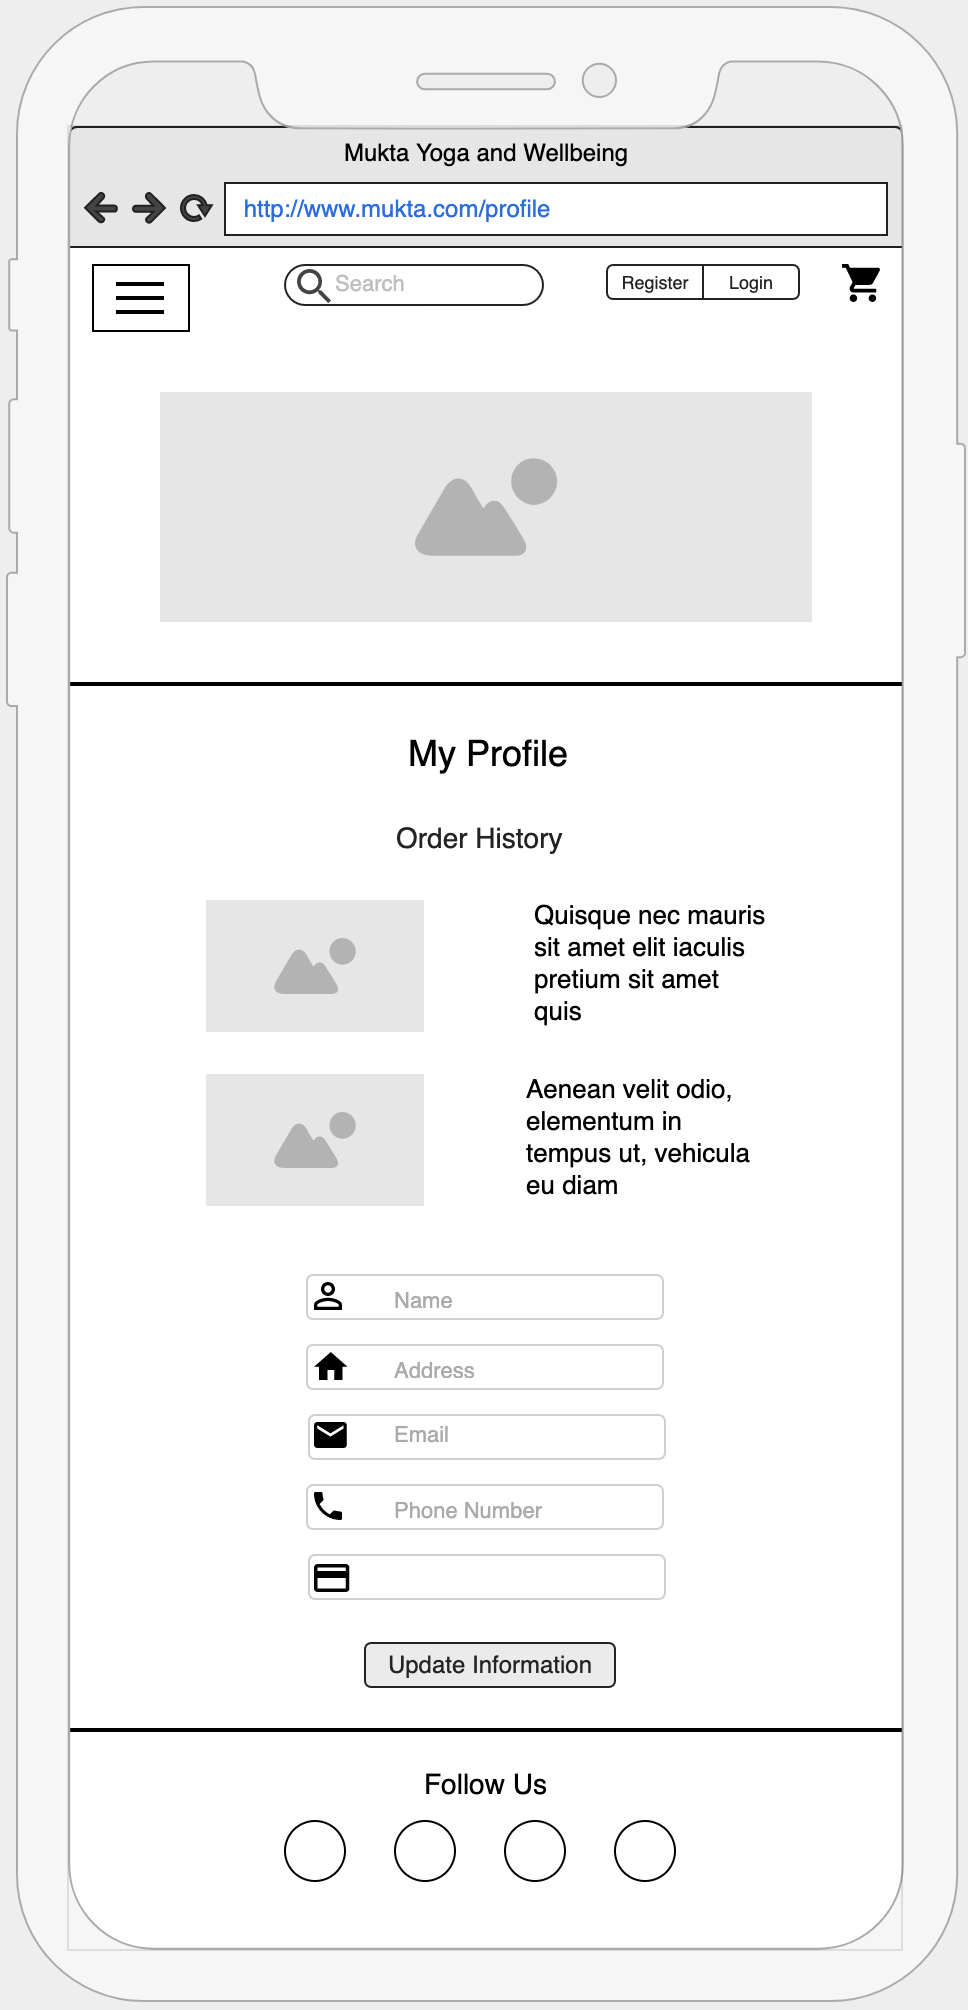 Mukta Yoga and Wellbeing
http://www.mukta.com/profile
Search
Register
Login
My Profile
Order History
Quisque nec mauris
sit amet elit iaculis
pretium sit amet
quis
Aenean velit odio,
elementum in
tempus ut, vehicula
eu diam
Name
Address
Email
Phone Number
Update Information
Follow Us